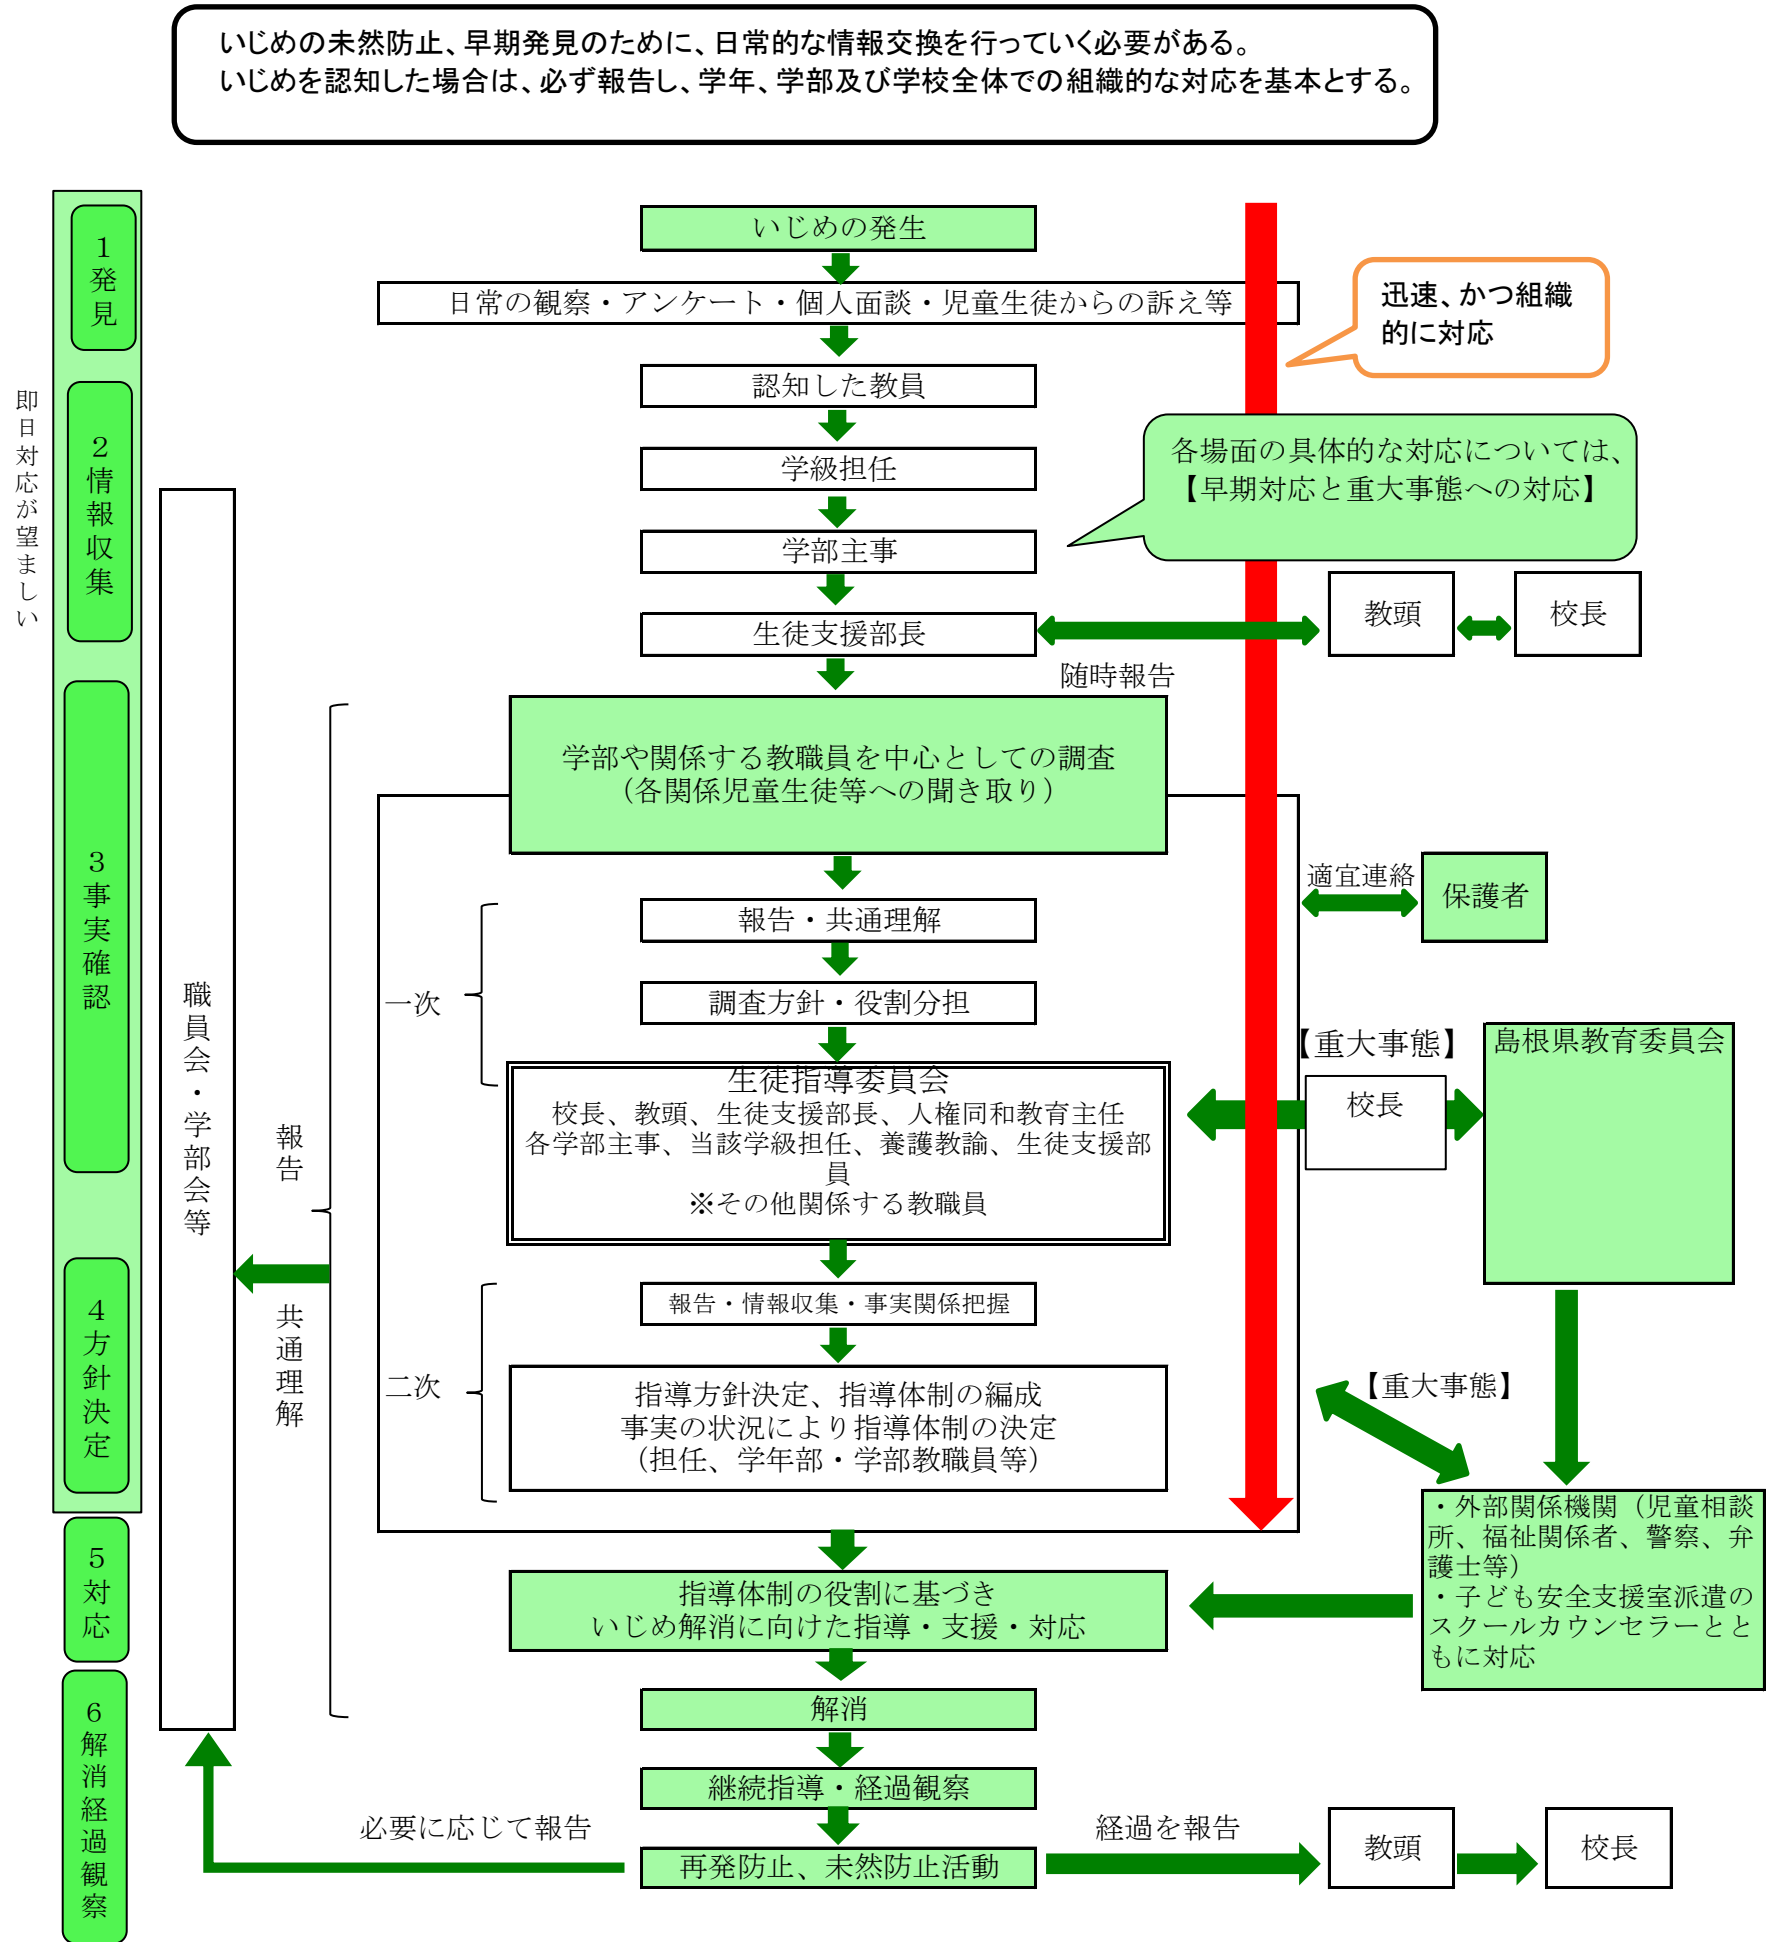 いじめの未然防止、早期発見のために、日常的な情報交換を行っていく必要がある。
いじめを認知した場合は、必ず報告し、学年、学部及び学校全体での組織的な対応を基本とする。
即日対応が望ましい
1発見
2情報収集
3事実確認
4方針決定
5対応
6解消経過観察
職員会・学部会等
いじめの発生
日常の観察・アンケート・個人面談・児童生徒からの訴え等
迅速、かつ組織
的に対応
認知した教員
学級担任
各場面の具体的な対応については、
【早期対応と重大事態への対応】
学部主事
生徒支援部長
教頭
校長
随時報告
学部や関係する教職員を中心としての調査
（各関係児童生徒等への聞き取り）
適宜連絡
保護者
報告・共通理解
一次
調査方針・役割分担
報告
共通理解
生徒指導委員会
校長、教頭、生徒支援部長、人権同和教育主任
各学部主事、当該学級担任、養護教諭、生徒支援部
員
※その他関係する教職員
【重大事態】
校長
島根県教育委員会
報告・情報収集・事実関係把握
二次
指導方針決定、指導体制の編成
事実の状況により指導体制の決定
（担任、学年部・学部教職員等）
【重大事態】
・外部関係機関（児童相談
所、福祉関係者、警察、弁
護士等）
・子ども安全支援室派遣の
スクールカウンセラーとと
もに対応
指導体制の役割に基づき
いじめ解消に向けた指導・支援・対応
解消
継続指導・経過観察
必要に応じて報告
再発防止、未然防止活動
経過を報告
教頭
校長